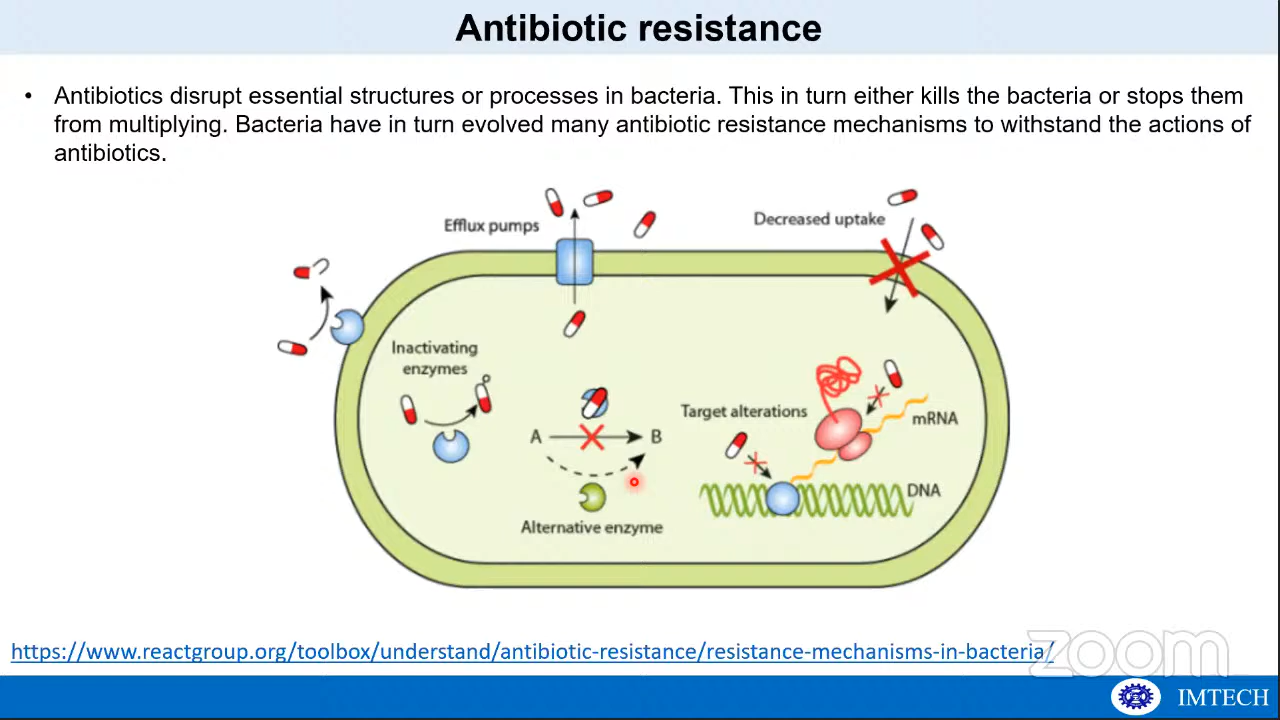 Antibiotic resistance
• Antibiotics disrupt essential structures or processes in bacteria. This in turn either kills the bacteria or stops them
from multiplying. Bacteria have in turn evolved many antibiotic resistance mechanisms to withstand the actions of
antibiotics.
Efflux pumps
Decreased uptake
Inactivating
enzymes
Target alterations
mRNA
A
B
DNA
Alternative enzyme
https://www.reactgroup.org/toolbox/understand/antibiotic-resistance/resistance-mechanisms-in-bacteria/
zoom
IMTECH